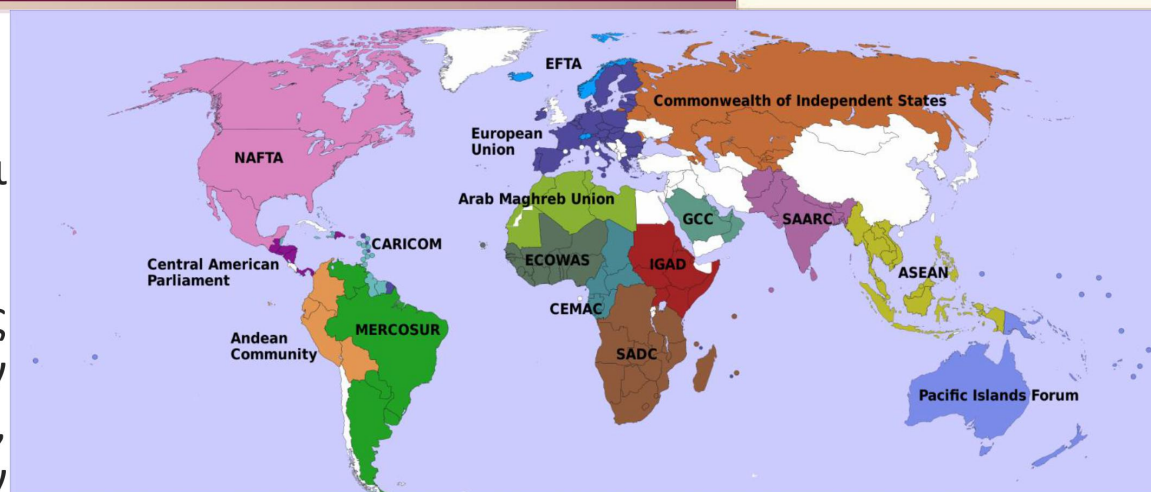 EFTA
Commonwealth of Independent States
European
Union
NAFTA
Arab Maghreb Union
GCC
SAARC
CARICOM
ECOWAS
IGAD
ASEAN
Central American
Parliament
CEMAC
Andean
Community
MERCOSUR
SADC
Pacific Islands Forum